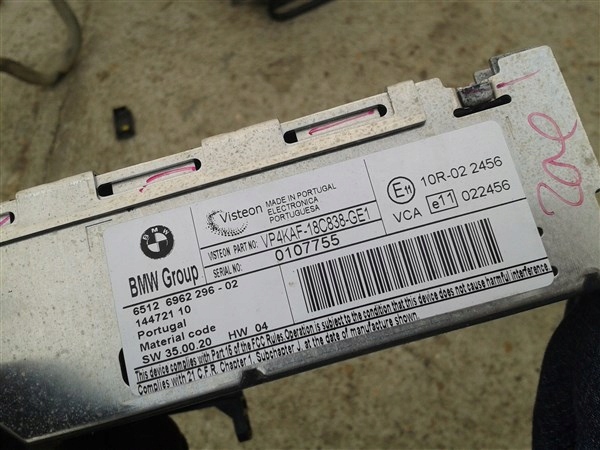 BMW
BMW Group
6512 6962 296 - 02
144721 10
Portugal
Material code
SW 35.00.20 HW 04
Visteon
MADE IN PORTUGAL
ELECTRONICA
PORTUGUESA
VISTEON PART NO: VP4KAF-18C838-GE1
SERIAL NO: 0107755
E11 10R-02 2456
VCA e11 022456
This device complies with Part 15 of the FCC Rules. Operation is subject to the condition that this device does not cause harmful interference
Complies with 21 C.F.R. Chapter 1, Subchapter J, at the date of manufacture shown.